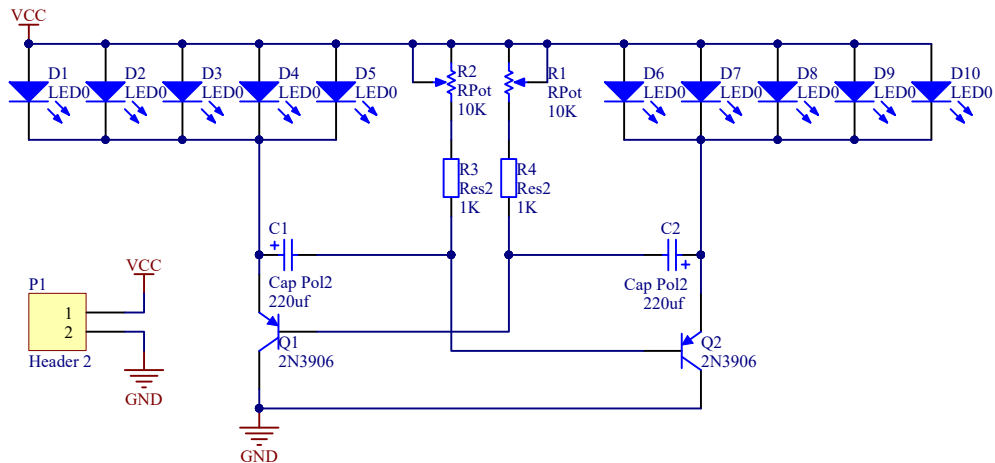 VCC
D1
LED0
D2
LED0
D3
LED0
D4
LED0
D5
LED0
R2
RPot
10K
R1
RPot
10K
D6
LED0
D7
LED0
D8
LED0
D9
LED0
D10
LED0
R3
Res2
1K
R4
Res2
1K
C1
+
Cap Pol2
220uf
C2
+
Cap Pol2
220uf
VCC
P1
1
2
Header 2
GND
Q1
2N3906
Q2
2N3906
GND